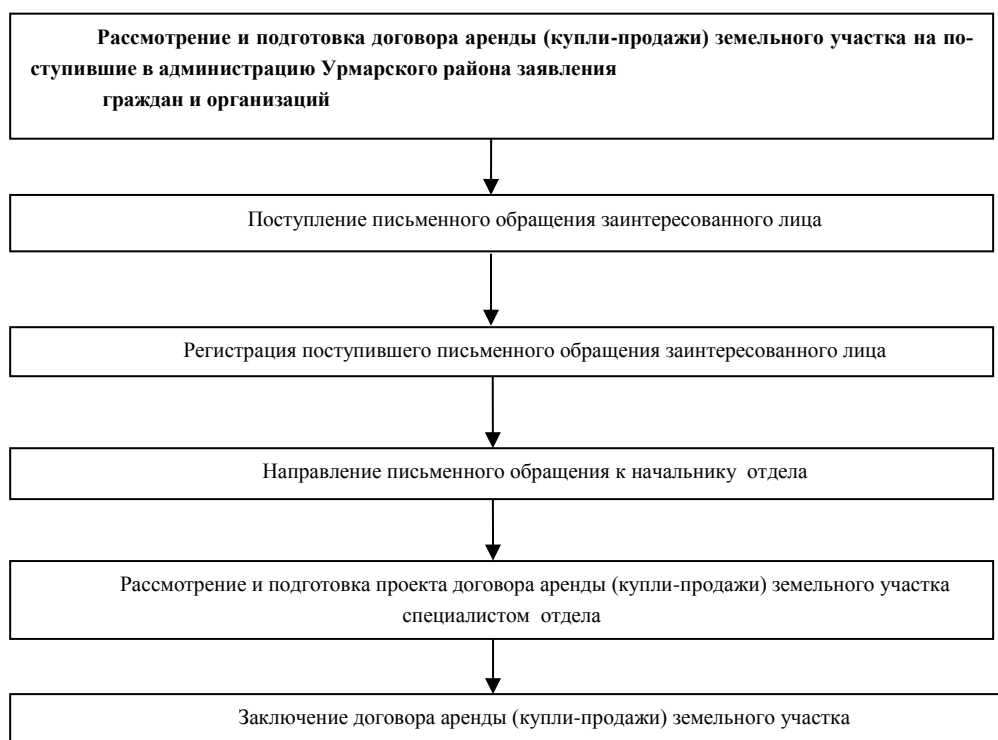 Рассмотрение и подготовка договора аренды (купли-продажи) земельного участка на по-
ступившие в администрацию Урмарского района заявления
граждан и организаций
Поступление письменного обращения заинтересованного лица
Регистрация поступившего письменного обращения заинтересованного лица
Направление письменного обращения к начальнику отдела
Рассмотрение и подготовка проекта договора аренды (купли-продажи) земельного участка
специалистом отдела
Заключение договора аренды (купли-продажи) земельного участка